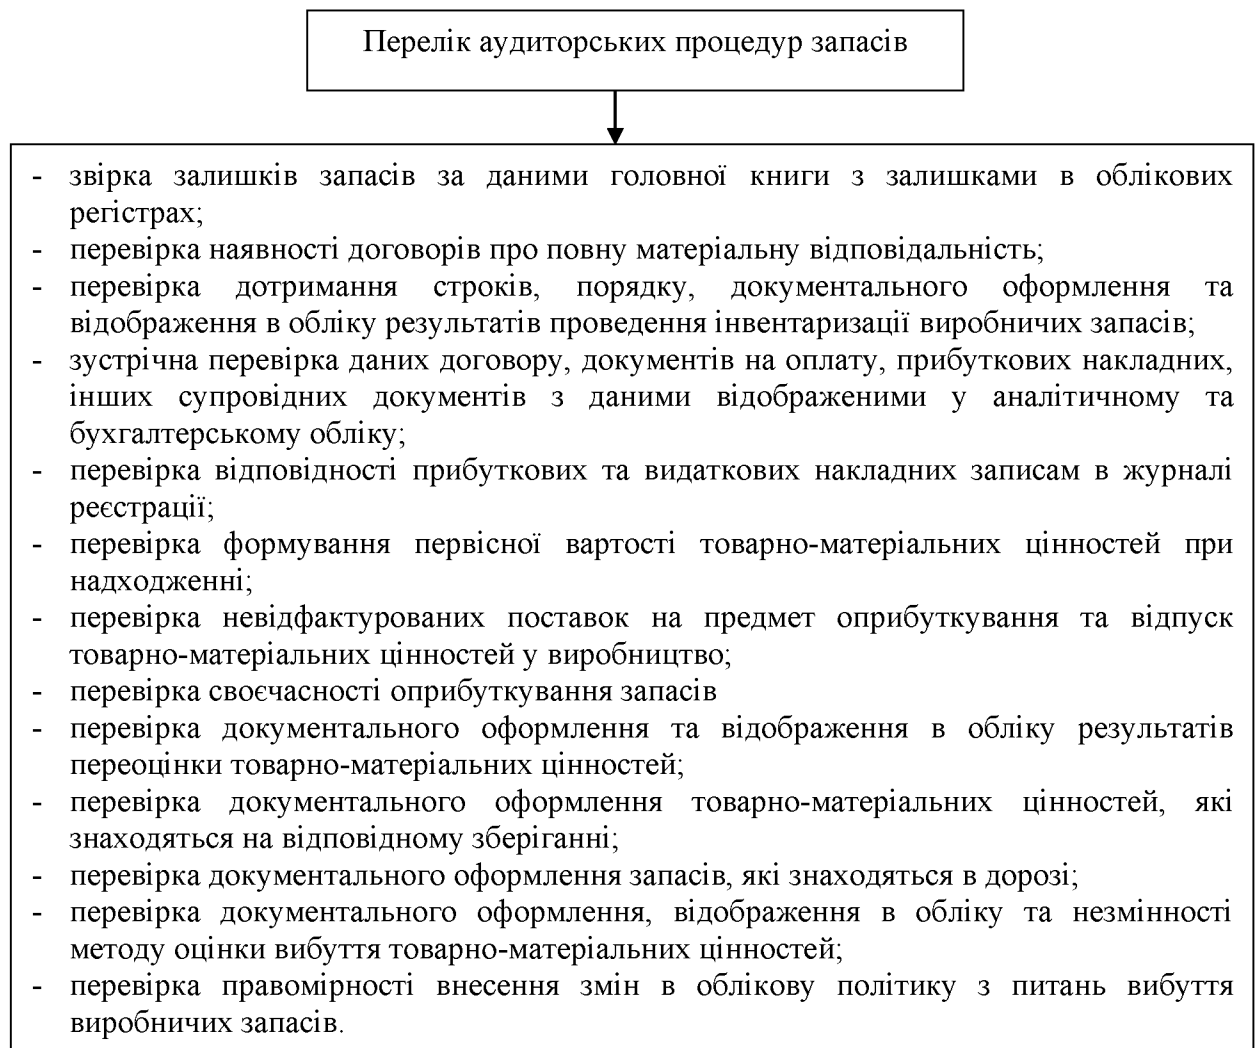 Перелік аудиторських процедур запасів
- звірка залишків запасів за даними головної книги з залишками в облікових
регістрах;
- перевірка наявності договорів про повну матеріальну відповідальність;
- перевірка дотримання строків, порядку, документального оформлення та
відображення в обліку результатів проведення інвентаризації виробничих запасів;
- зустрічна перевірка даних договору, документів на оплату, прибуткових накладних,
інших супровідних документів з даними відображеними у аналітичному та
бухгалтерському обліку;
- перевірка відповідності прибуткових та видаткових накладних записам в журналі
реєстрації;
- перевірка формування первісної вартості товарно-матеріальних цінностей при
надходженні;
- перевірка невідфактурованих поставок на предмет оприбуткування та відпуск
товарно-матеріальних цінностей у виробництво;
- перевірка своєчасності оприбуткування запасів
- перевірка документального оформлення та відображення в обліку результатів
переоцінки товарно-матеріальних цінностей;
- перевірка документального оформлення товарно-матеріальних цінностей, які
знаходяться на відповідному зберіганні;
- перевірка документального оформлення запасів, які знаходяться в дорозі;
- перевірка документального оформлення, відображення в обліку та незмінності
методу оцінки вибуття товарно-матеріальних цінностей;
- перевірка правомірності внесення змін в облікову політику з питань вибуття
виробничих запасів.